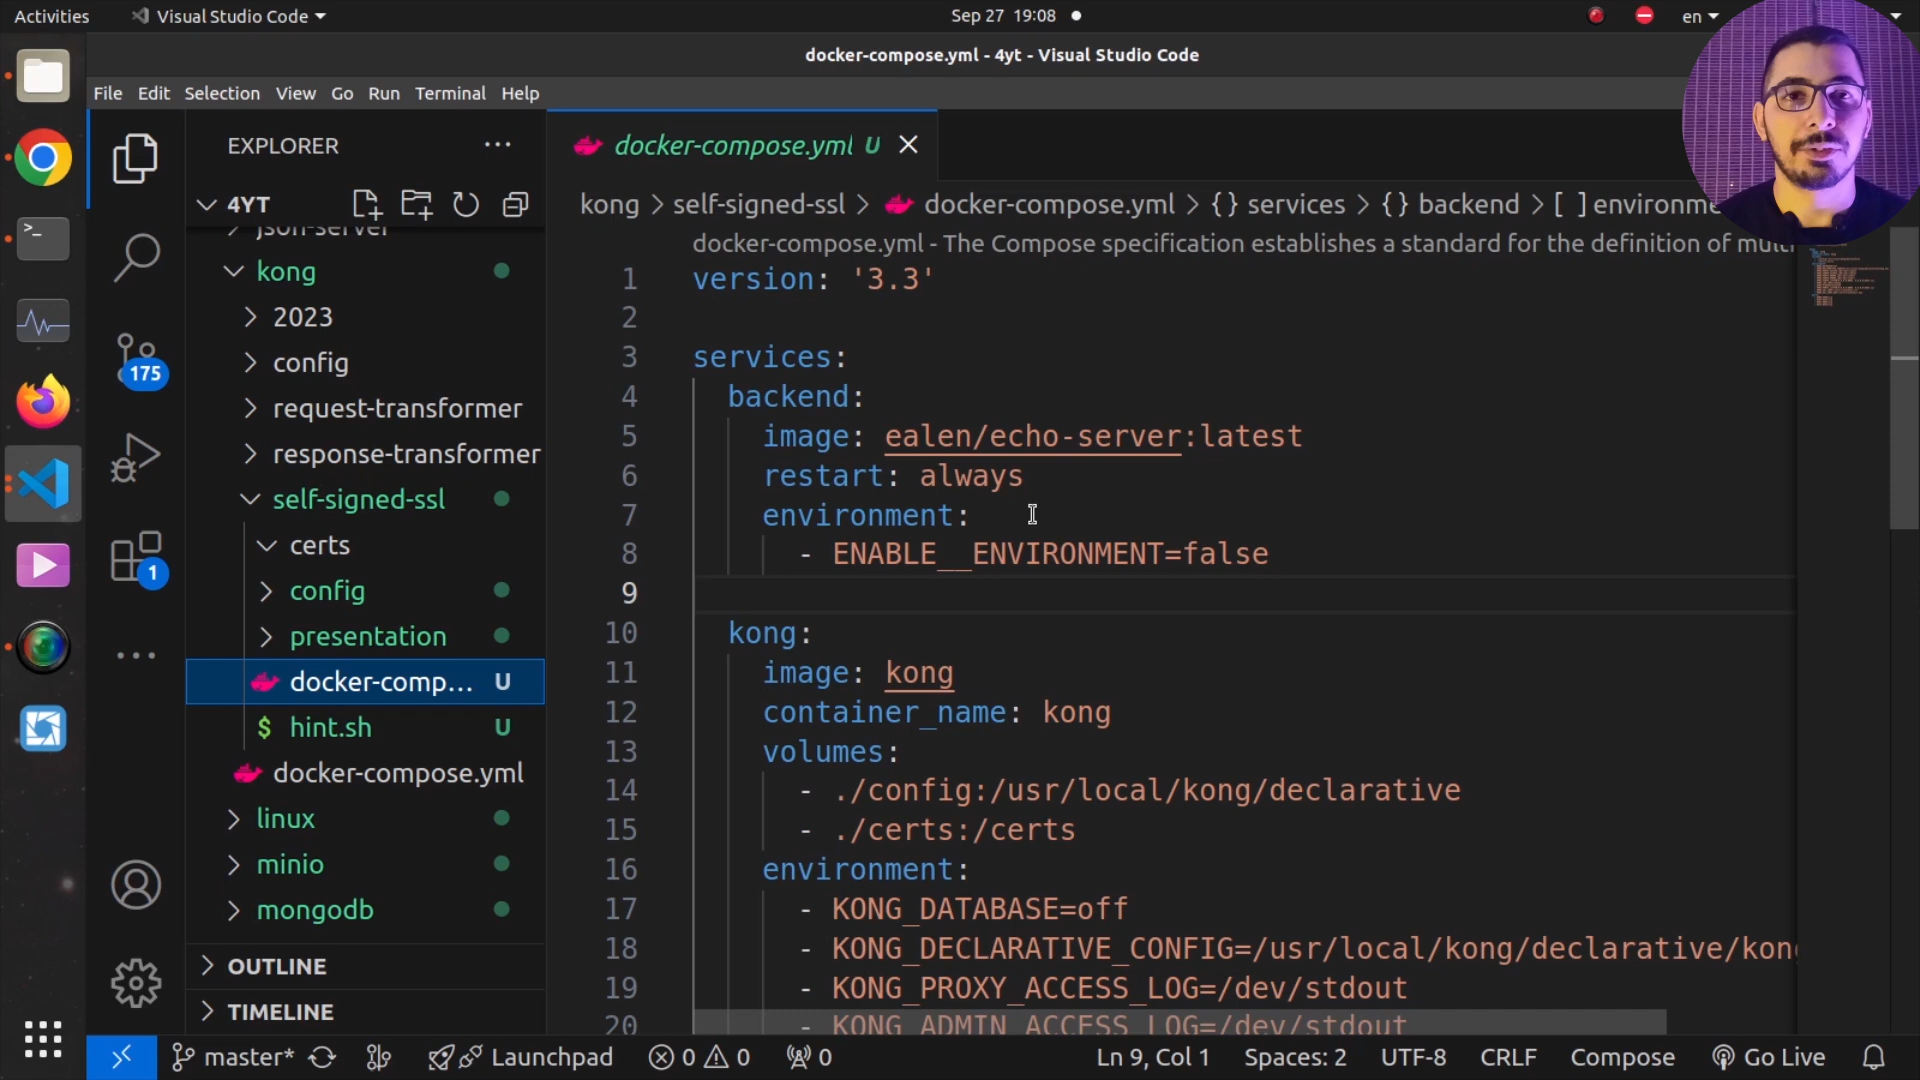 Activities
Visual Studio Code
Sep 27 19:08
en
docker-compose.yml - 4yt - Visual Studio Code
File Edit Selection View Go Run Terminal Help
EXPLORER
docker-compose.yml U
4YT
kong > self-signed-ssl > docker-compose.yml > {} services > {} backend > [ ] environme
json-server
kong
2023
config
request-transformer
response-transformer
self-signed-ssl
certs
config
presentation
docker-comp... U
$ hint.sh U
docker-compose.yml
linux
minio
mongodb
OUTLINE
TIMELINE
175
1
docker-compose.yml - The Compose specification establishes a standard for the definition of mult
1 version: '3.3'
2
3 services:
4 backend:
5 image: ealen/echo-server:latest
6 restart: always
7 environment:
8 - ENABLE__ENVIRONMENT=false
9
10 kong:
11 image: kong
12 container_name: kong
13 volumes:
14 - ./config:/usr/local/kong/declarative
15 - ./certs:/certs
16 environment:
17 - KONG_DATABASE=off
18 - KONG_DECLARATIVE_CONFIG=/usr/local/kong/declarative/kon
19 - KONG_PROXY_ACCESS_LOG=/dev/stdout
20 - KONG_ADMIN_ACCESS_LOG=/dev/stdout
master* Launchpad 0 0 0 Ln 9, Col 1 Spaces: 2 UTF-8 CRLF Compose Go Live